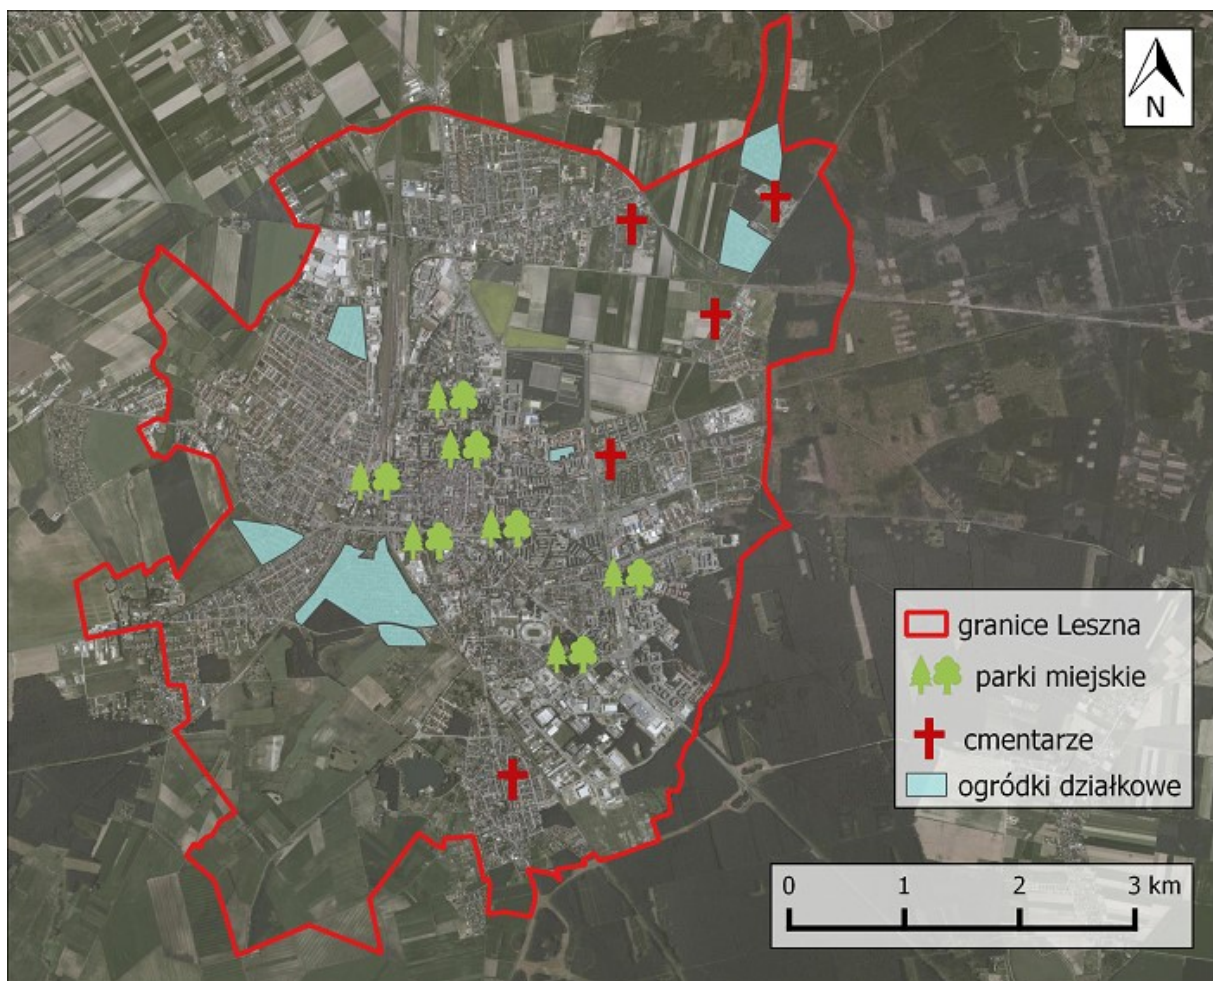 N
granice Leszna
parki miejskie
cmentarze
ogródki działkowe
0 1 2 3 km